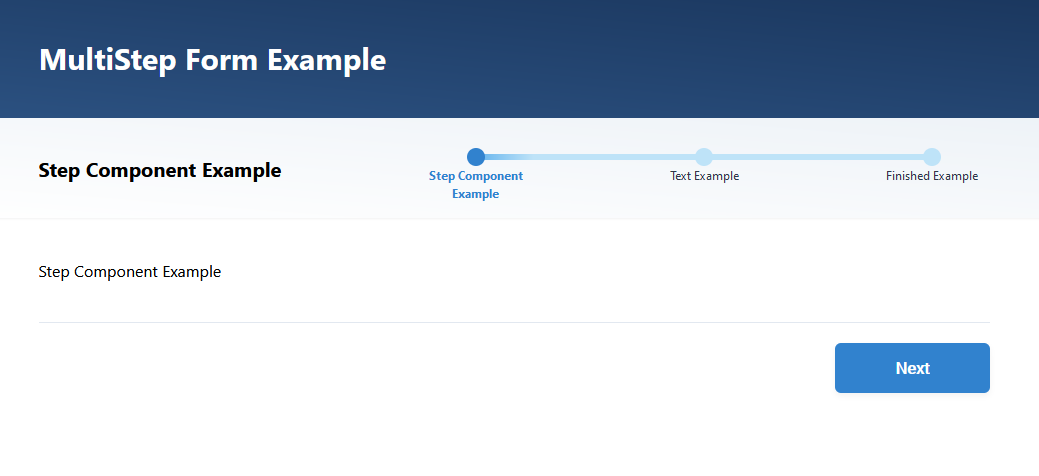 MultiStep Form Example
Step Component Example
Step Component
Example
Text Example
Finished Example
Step Component Example
Next